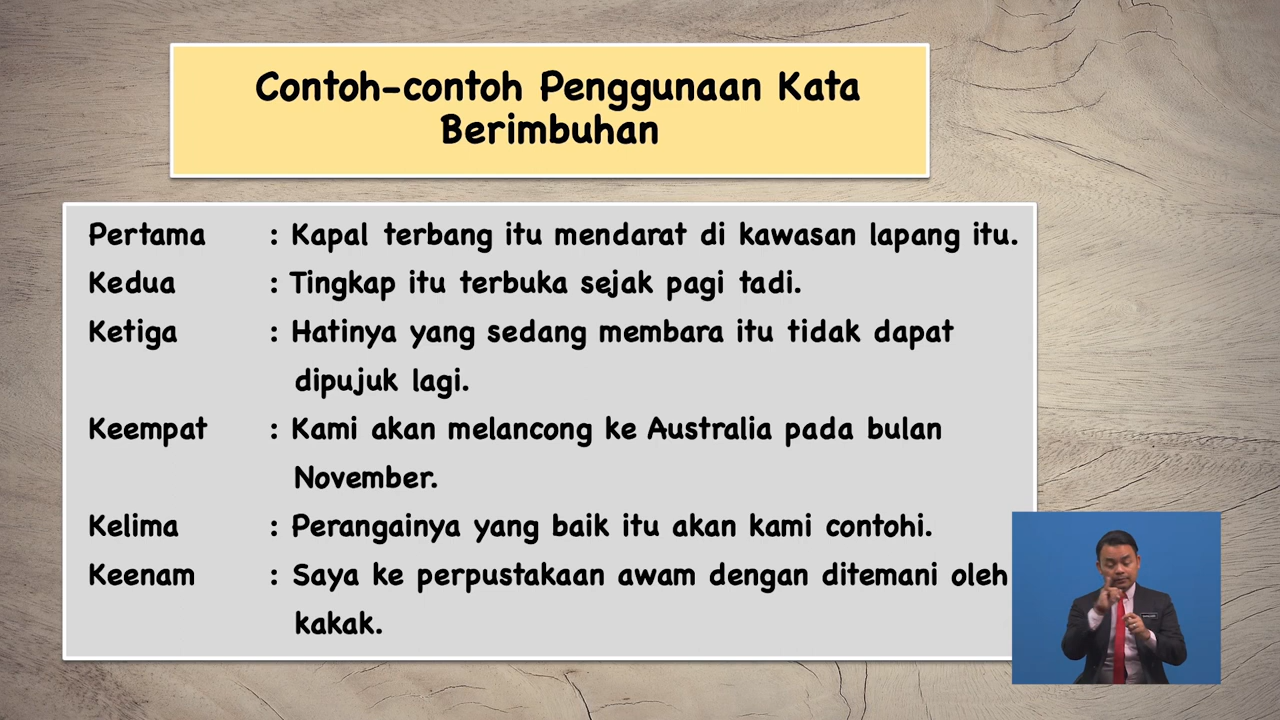 Contoh-contoh Penggunaan Kata
Berimbuhan
Pertama : Kapal terbang itu mendarat di kawasan lapang itu.
Kedua : Tingkap itu terbuka sejak pagi tadi.
Ketiga : Hatinya yang sedang membara itu tidak dapat
dipujuk lagi.
Keempat : Kami akan melancong ke Australia pada bulan
November.
Kelima : Perangainya yang baik itu akan kami contohi.
Keenam : Saya ke perpustakaan awam dengan ditemani oleh
kakak.